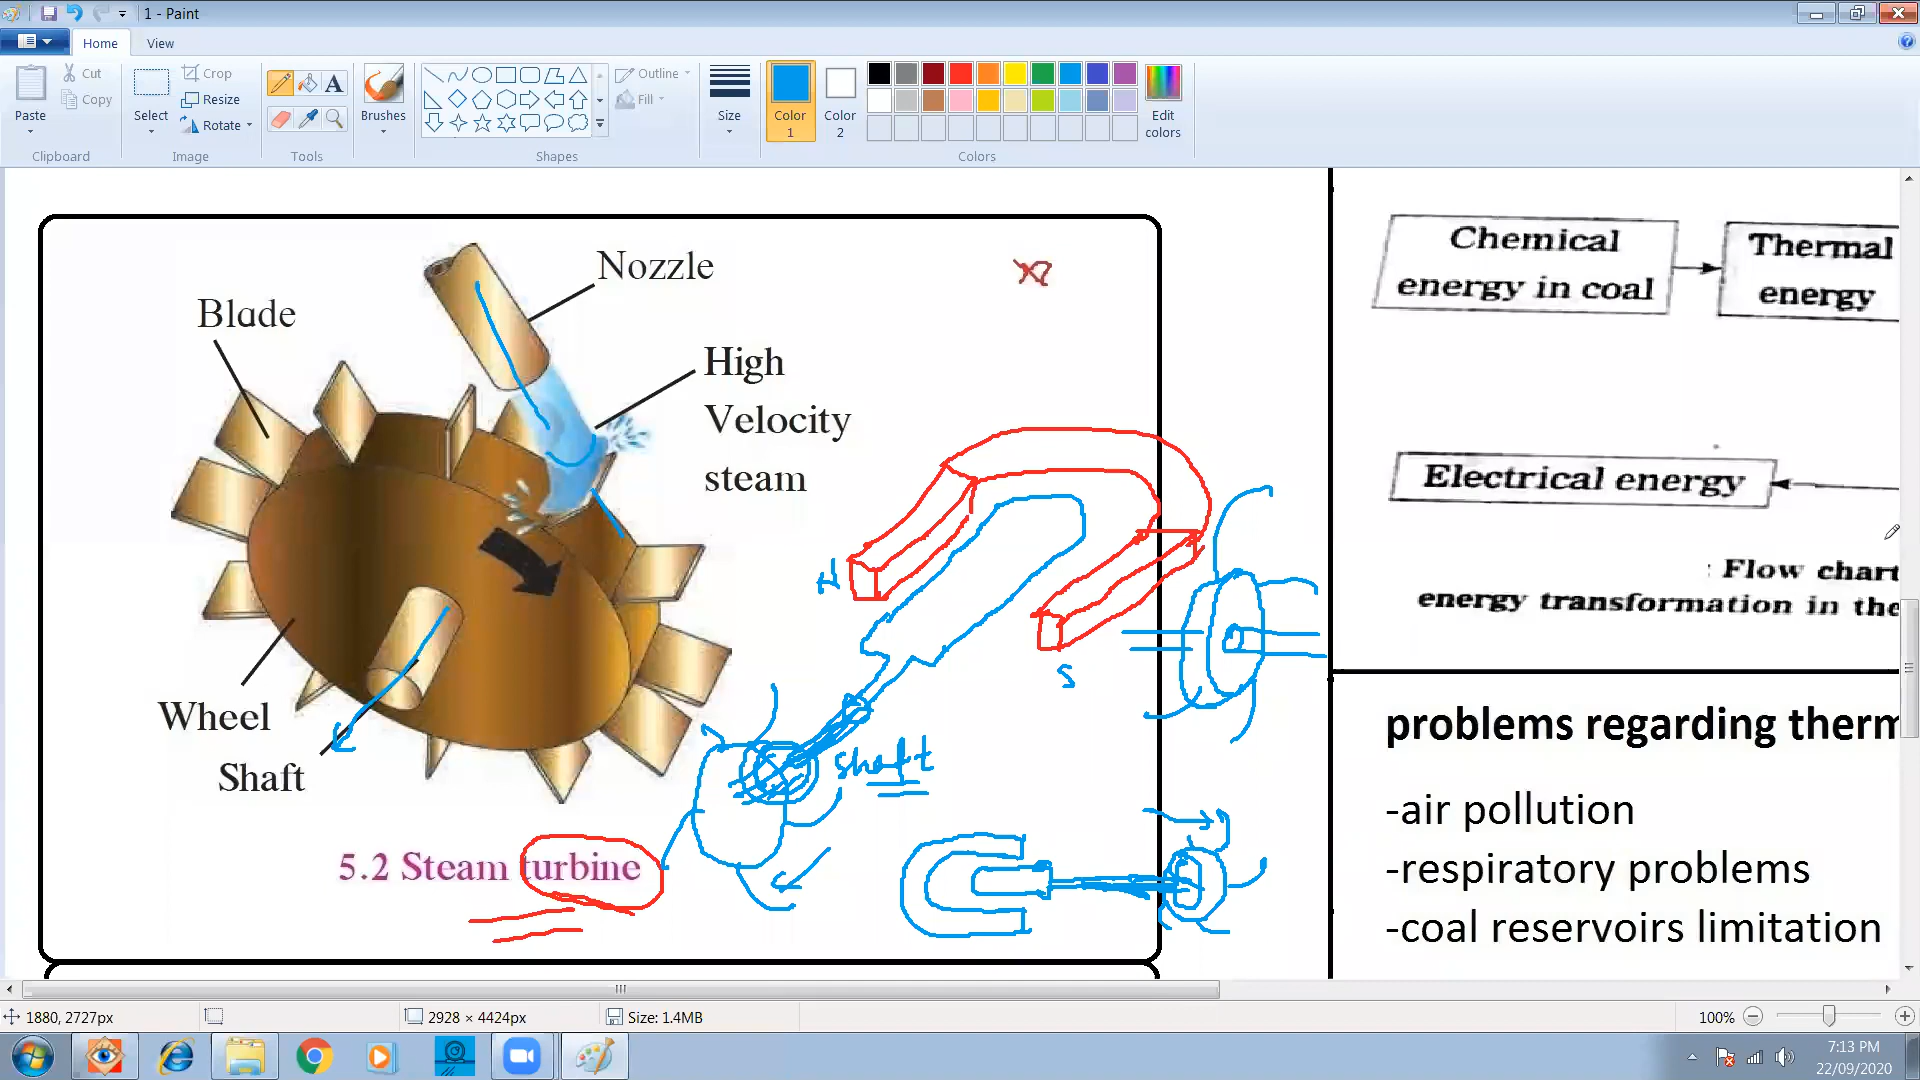 1 - Paint
Home
View
Paste
Cut
Copy
Clipboard
Select
Crop
Resize
Rotate
Image
A
Tools
Brushes
Outline
Fill
Shapes
Size
Color
1
Color
2
Edit
colors
Colors
Nozzle
Blade
High
Velocity
steam
Wheel
Shaft
5.2 Steam turbine
N
S
shaft
Chemical
energy in coal
Thermal
energy
Electrical energy
: Flow chart
energy transformation in the
problems regarding therm
-air pollution
-respiratory problems
-coal reservoirs limitation
1880, 2727px
2928 × 4424px
Size: 1.4MB
100%
7:13 PM
22/09/2020